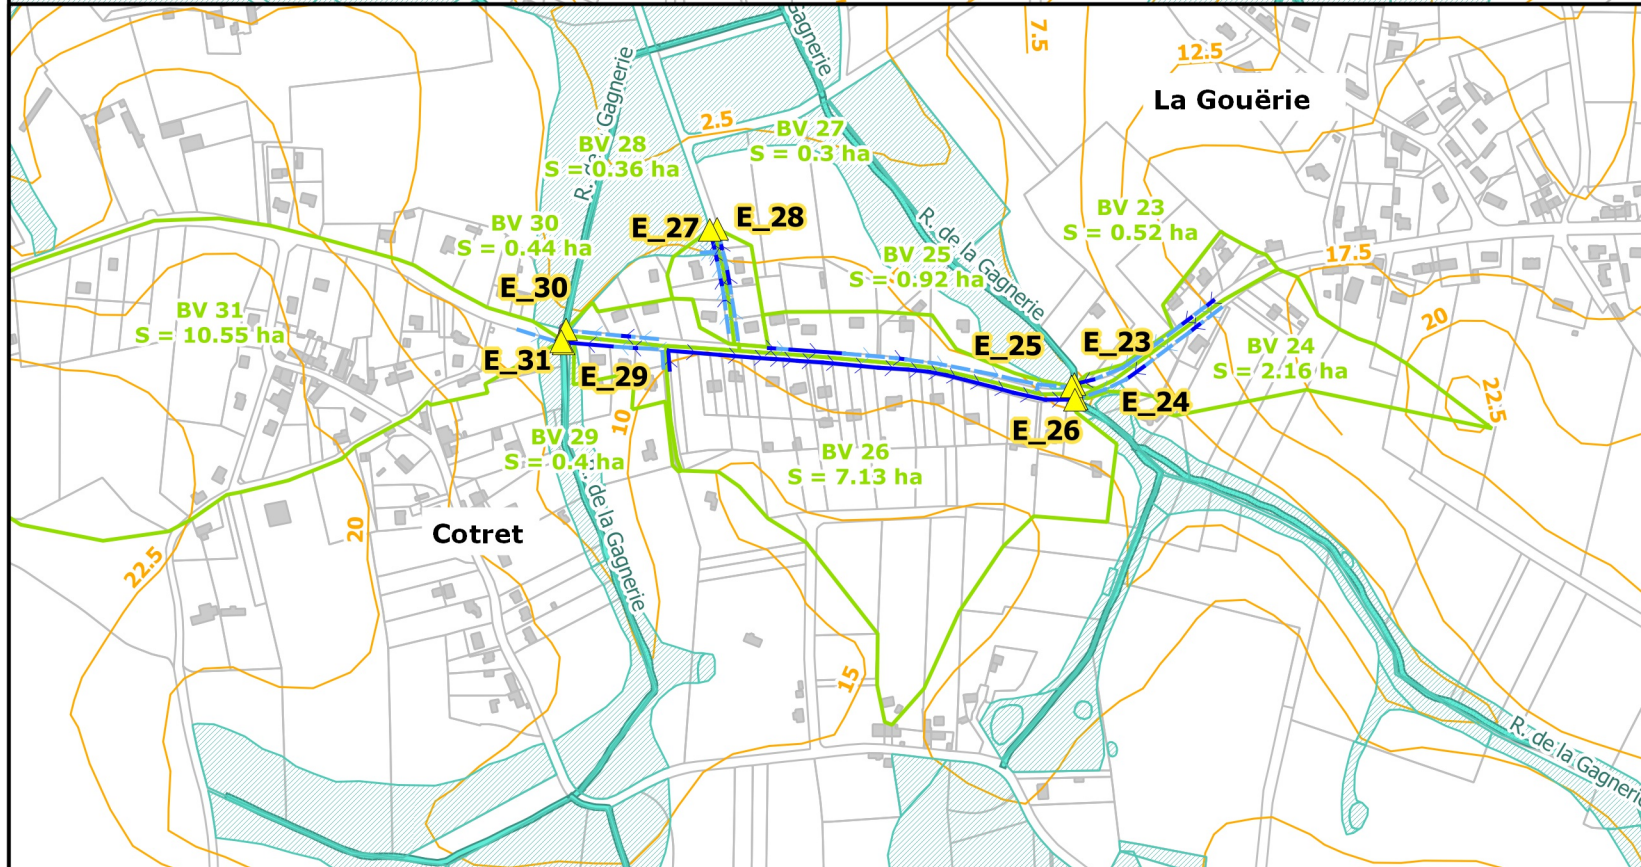 7.5
12.5
La Gouërie
Gagnerie
R. de la Gagnerie
2.5
BV 27
S = 0.3 ha
BV 28
S = 0.36 ha
BV 30
S = 0.44 ha
E_27
E_28
BV 23
S = 0.52 ha
R. de la Gagnerie
17.5
BV 25
S = 0.92 ha
E_30
BV 31
S = 10.55 ha
20
E_31
E_29
E_25
E_23
BV 24
S = 2.16 ha
22.5
E_24
E_26
10
BV 29
S = 0.4 ha
BV 26
S = 7.13 ha
de la Gagnerie
Cotret
20
22.5
15
R. de la Gagnerie